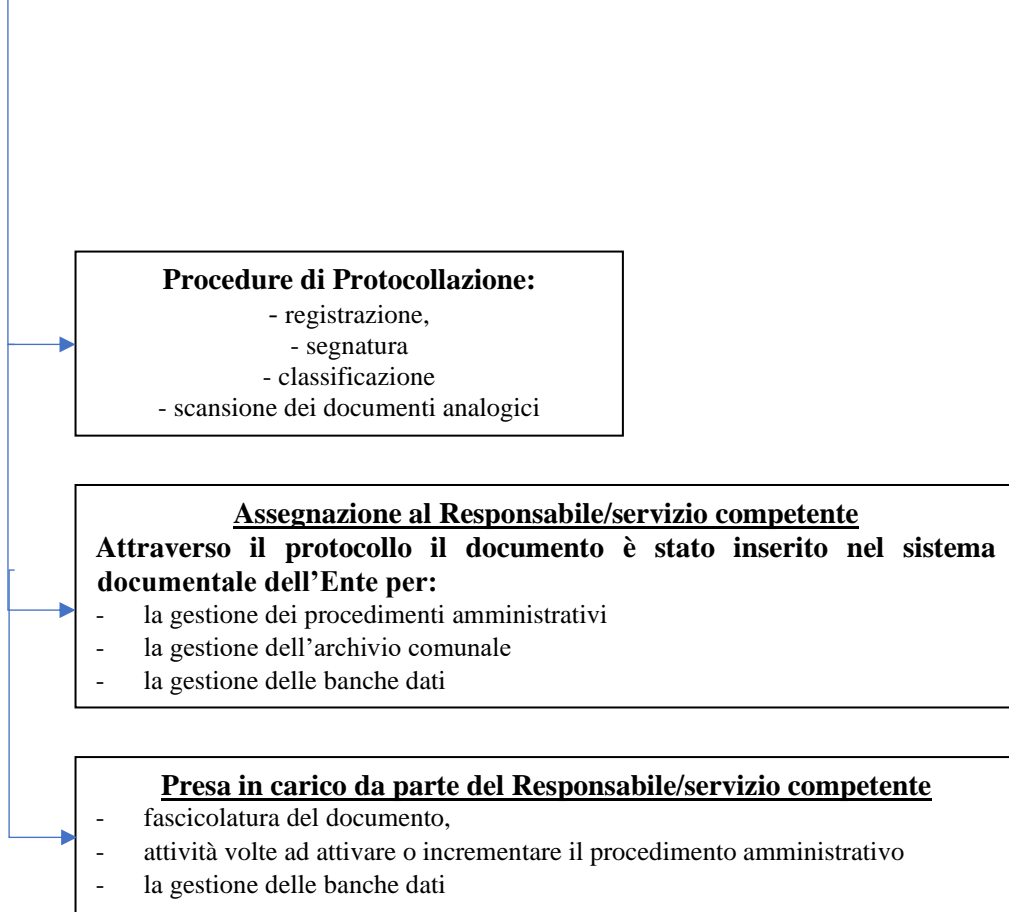 Procedure di Protocollazione:
- registrazione,
- segnatura
- classificazione
- scansione dei documenti analogici
Assegnazione al Responsabile/servizio competente
Attraverso il protocollo il documento è stato inserito nel sistema
documentale dell’Ente per:
- la gestione dei procedimenti amministrativi
- la gestione dell’archivio comunale
- la gestione delle banche dati
Presa in carico da parte del Responsabile/servizio competente
- fascicolatura del documento,
- attività volte ad attivare o incrementare il procedimento amministrativo
- la gestione delle banche dati